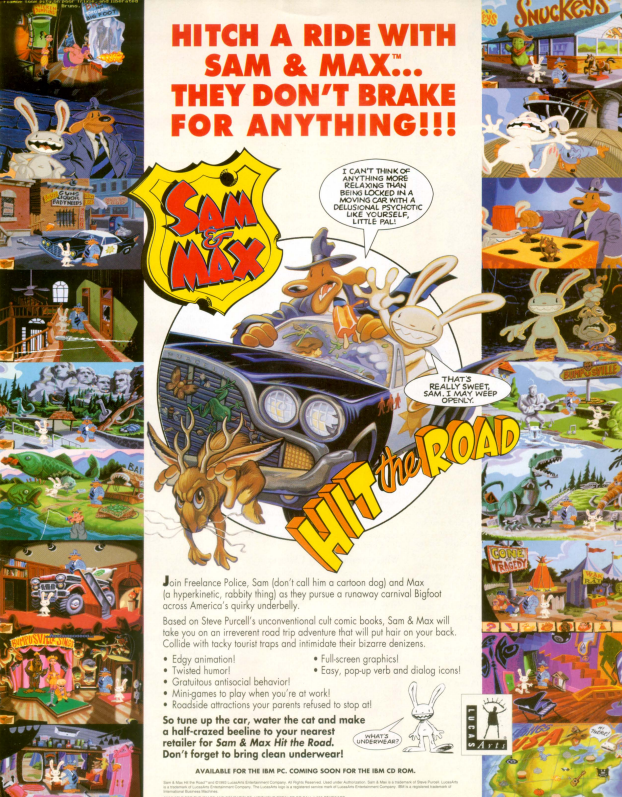 HITCH A RIDE WITH
SAM & MAX™...
THEY DON'T BRAKE
FOR ANYTHING!!!
SNUCKEYS
I CAN'T THINK OF
ANYTHING MORE
RELAXING THAN
BEING LOCKED IN A
MOVING CAR WITH A
DELUSIONAL PSYCHOTIC
LIKE YOURSELF,
LITTLE PAL!
SAM
&
MAX
GUNS
LIQUOR
BABY NEEDS
THAT'S
REALLY SWEET,
SAM. I MAY WEEP
OPENLY.
HIT the ROAD
BAIT
CONE
TRAGEDY
Join Freelance Police, Sam (don't call him a cartoon dog) and Max
(a hyperkinetic, rabbity thing) as they pursue a runaway carnival Bigfoot
across America's quirky underbelly.
Based on Steve Purcell's unconventional cult comic books, Sam & Max will
take you on an irreverent road trip adventure that will put hair on your back.
Collide with tacky tourist traps and intimidate their bizarre denizens.
• Edgy animation!
• Twisted humor!
• Gratuitous antisocial behavior!
• Mini-games to play when you're at work!
• Roadside attractions your parents refused to stop at!
• Full-screen graphics!
• Easy, pop-up verb and dialog icons!
So tune up the car, water the cat and make
a half-crazed beeline to your nearest
retailer for Sam & Max Hit the Road.
Don't forget to bring clean underwear!
WHAT'S
UNDERWEAR?
LUCAS
Arts
AVAILABLE FOR THE IBM PC. COMING SOON FOR THE IBM CD ROM.